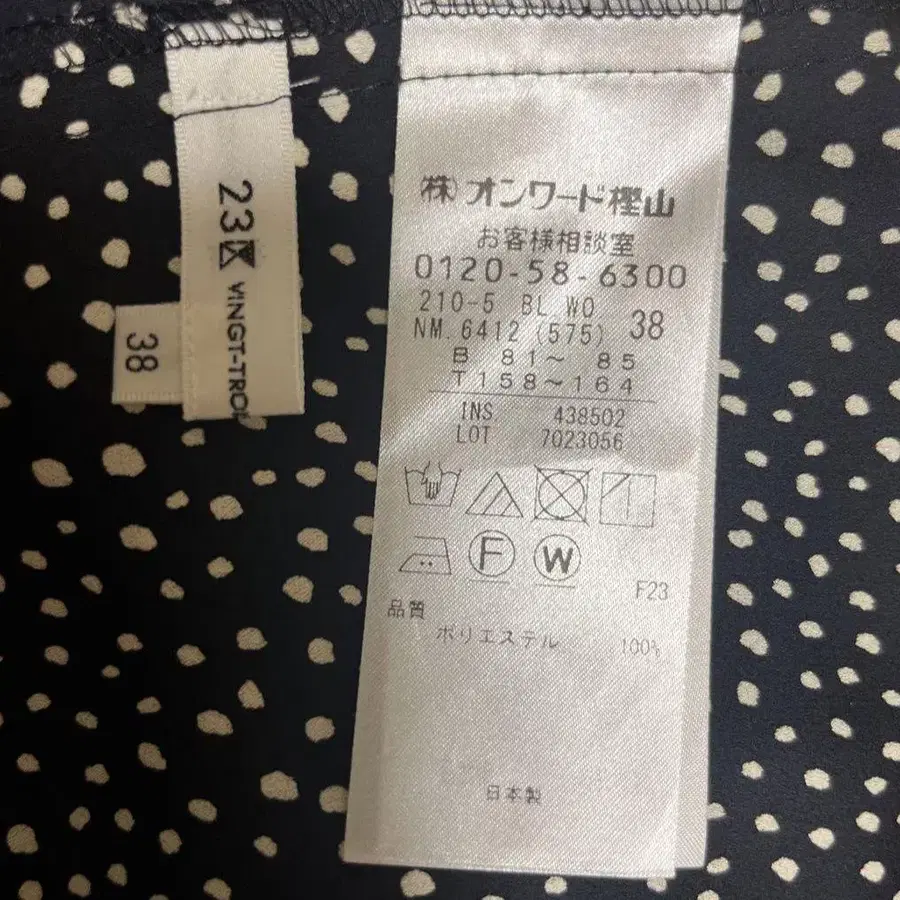 23区
VINGT-TROI
38
(株)オンワード樫山
お客様相談室
0120-58-6300
210-5 BL WO
NM.6412 (575) 38
B 81~ 85
T 158~164
INS 438502
LOT 7023056
F
W
F23
品質
ポリエステル 100%
日本製